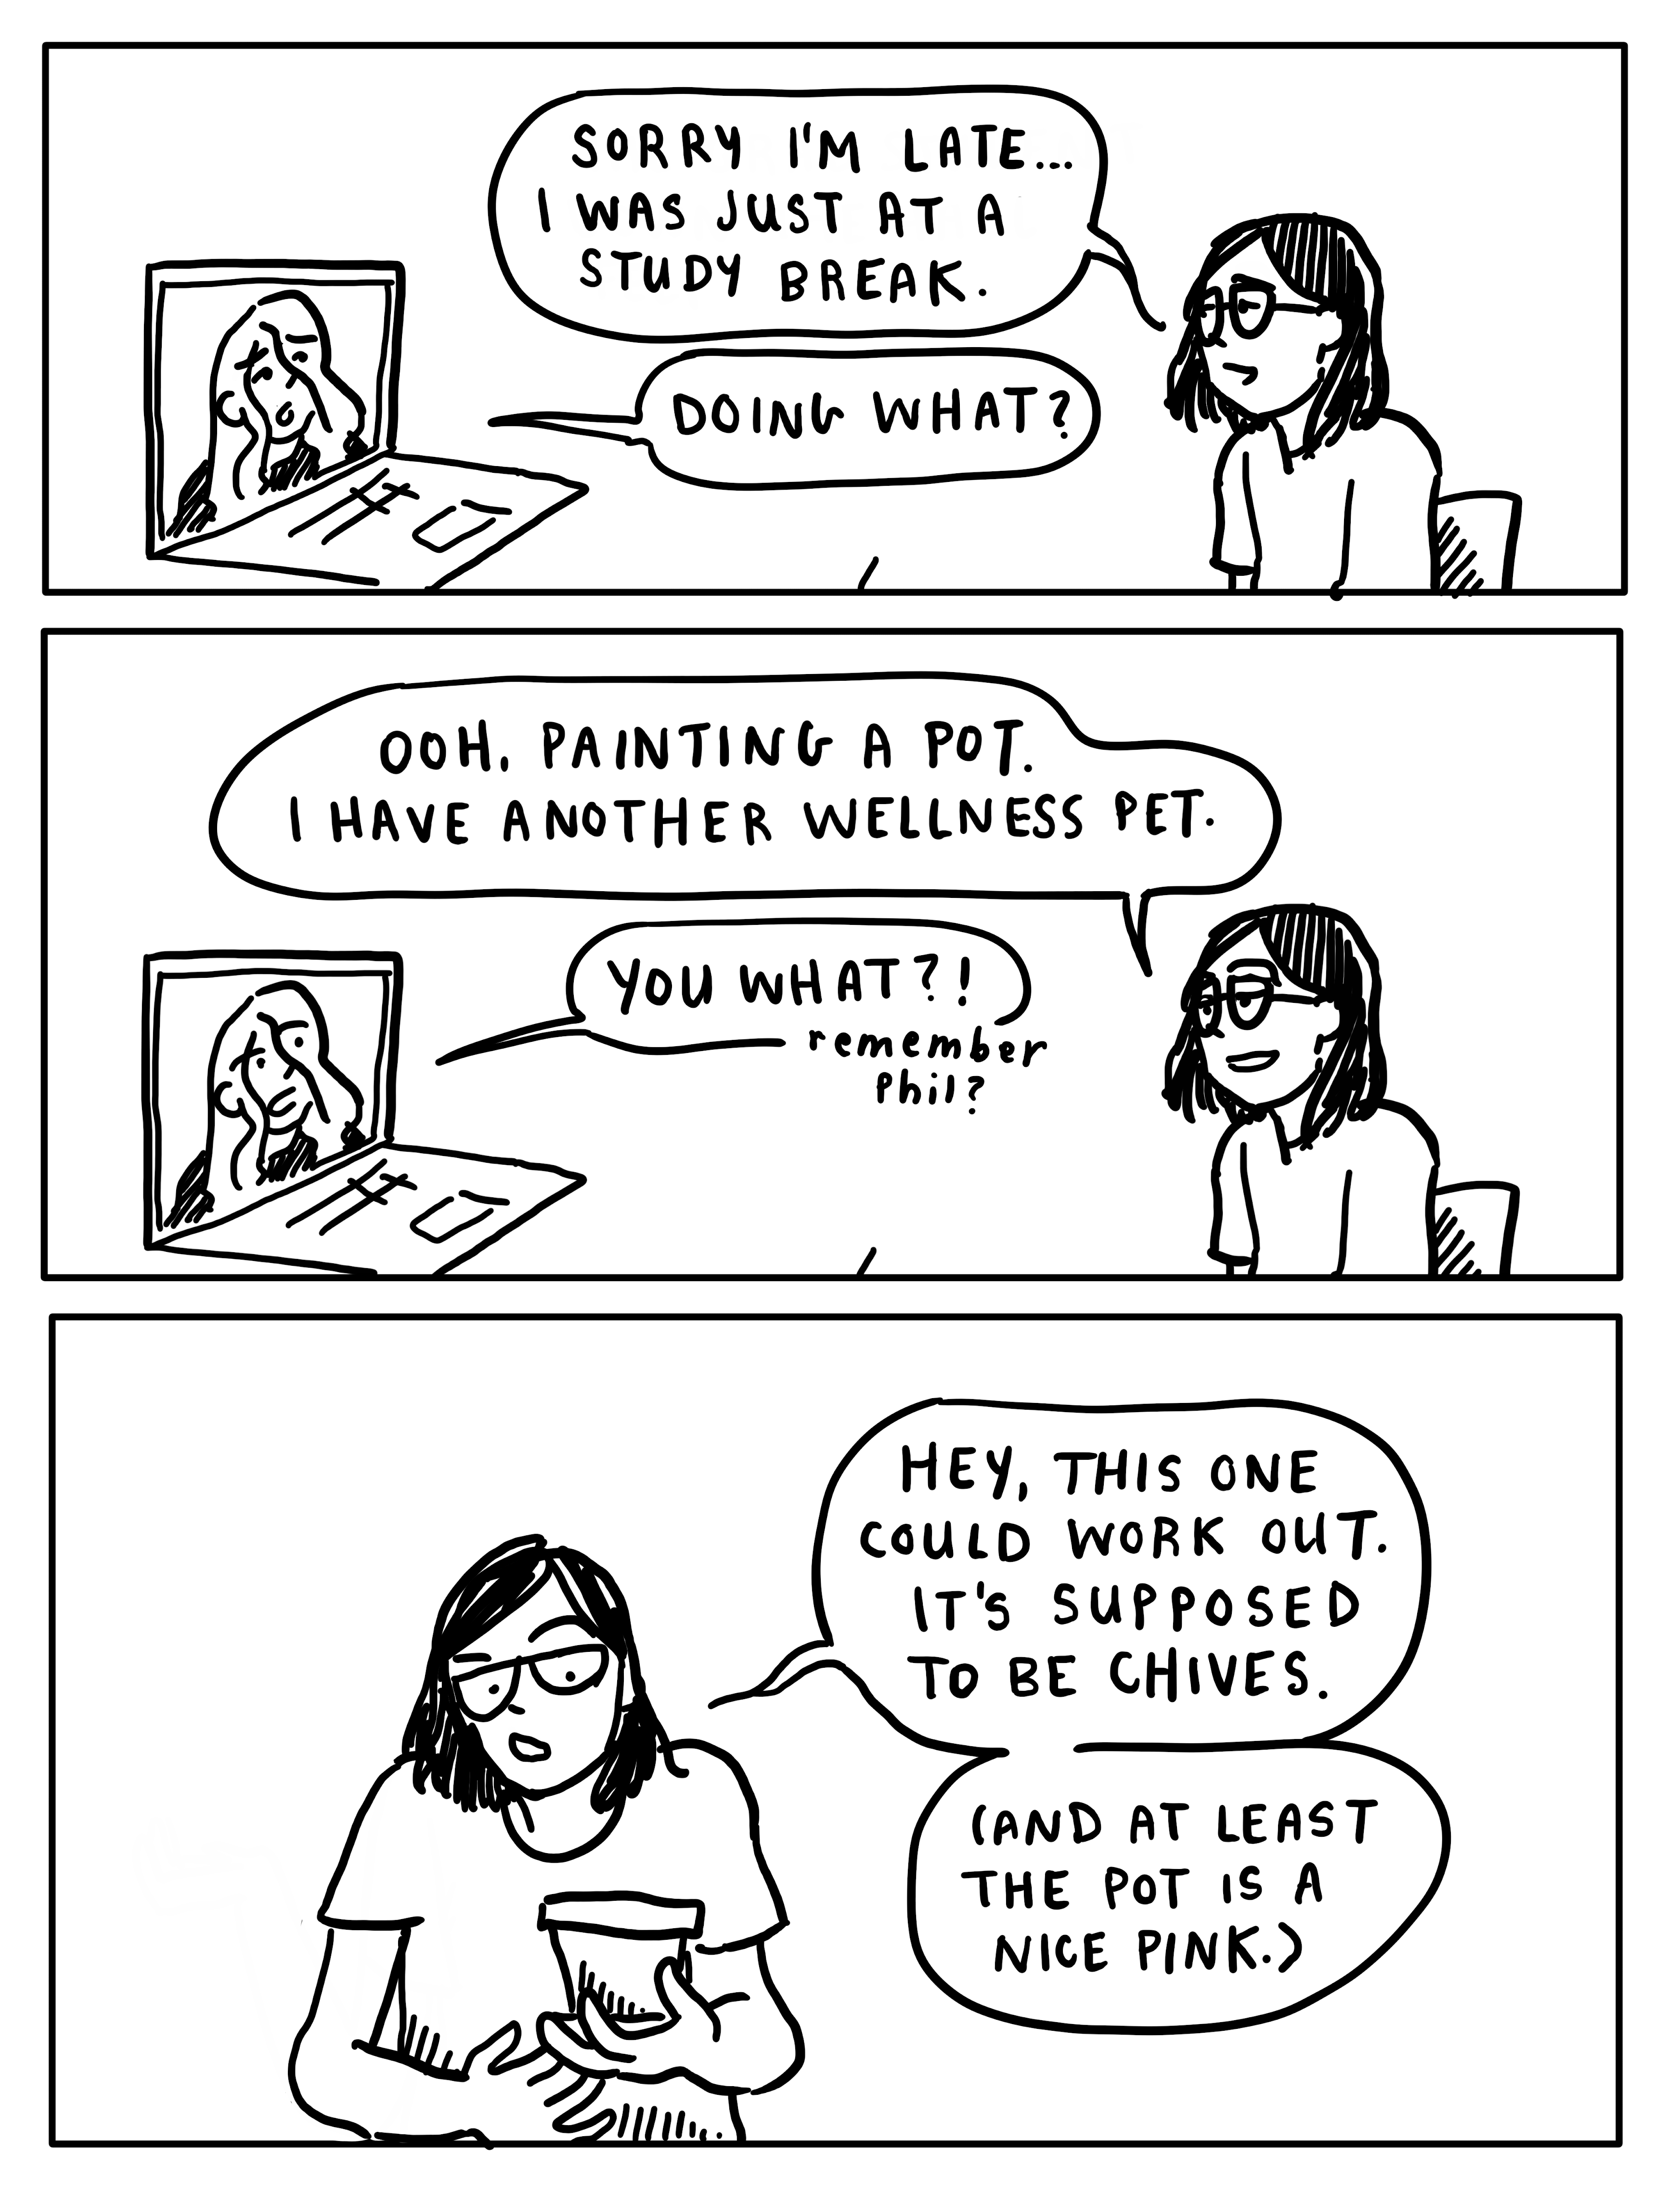 SORRY I'M LATE...
I WAS JUST AT A
STUDY BREAK.
DOING WHAT?
OOH, PAINTING A POT.
I HAVE ANOTHER WELLNESS PET.
YOU WHAT?!
remember
Phil?
HEY, THIS ONE
COULD WORK OUT.
IT'S SUPPOSED
TO BE CHIVES.
(AND AT LEAST
THE POT IS A
NICE PINK.)